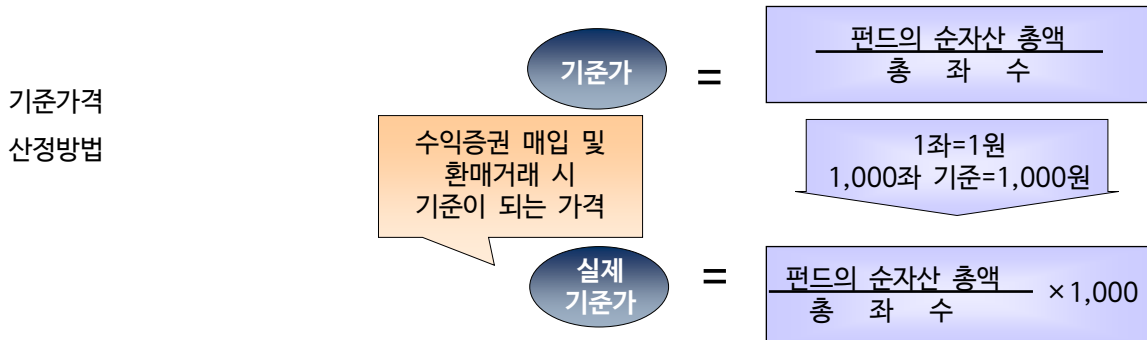 기준가격
산정방법
기준가
=
펀드의 순자산 총액
총 좌 수
수익증권 매입 및
환매거래 시
기준이 되는 가격
1좌=1원
1,000좌 기준=1,000원
실제
기준가
=
펀드의 순자산 총액
총 좌 수
×1,000